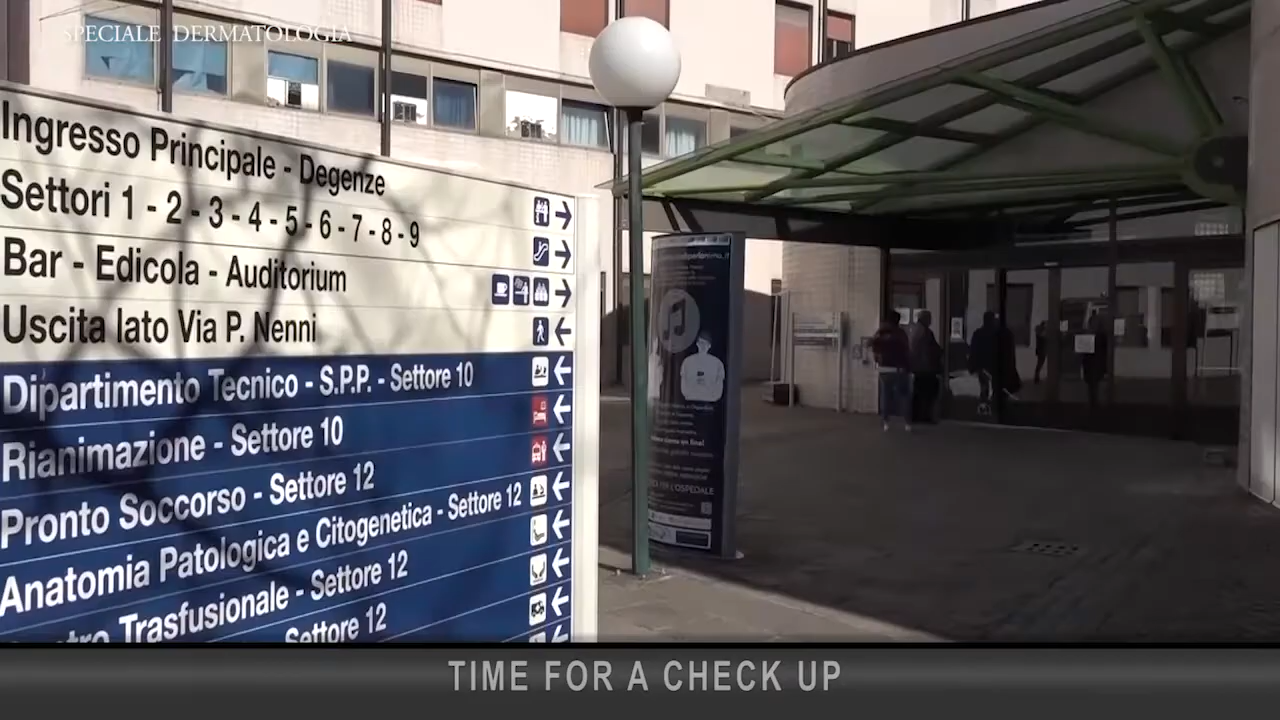 SPECIALE DERMATOLOGIA
Ingresso Principale - Degenze
Settori 1 - 2 - 3 - 4 - 5 - 6 - 7 - 8 - 9
Bar - Edicola - Auditorium
Uscita lato Via P. Nenni
Dipartimento Tecnico - S.P.P. - Settore 10
Rianimazione - Settore 10
Pronto Soccorso - Settore 12
Anatomia Patologica e Citogenetica - Settore 12
Trasfusionale - Settore 12
Settore 12
L'OSPEDALE
TIME FOR A CHECK UP